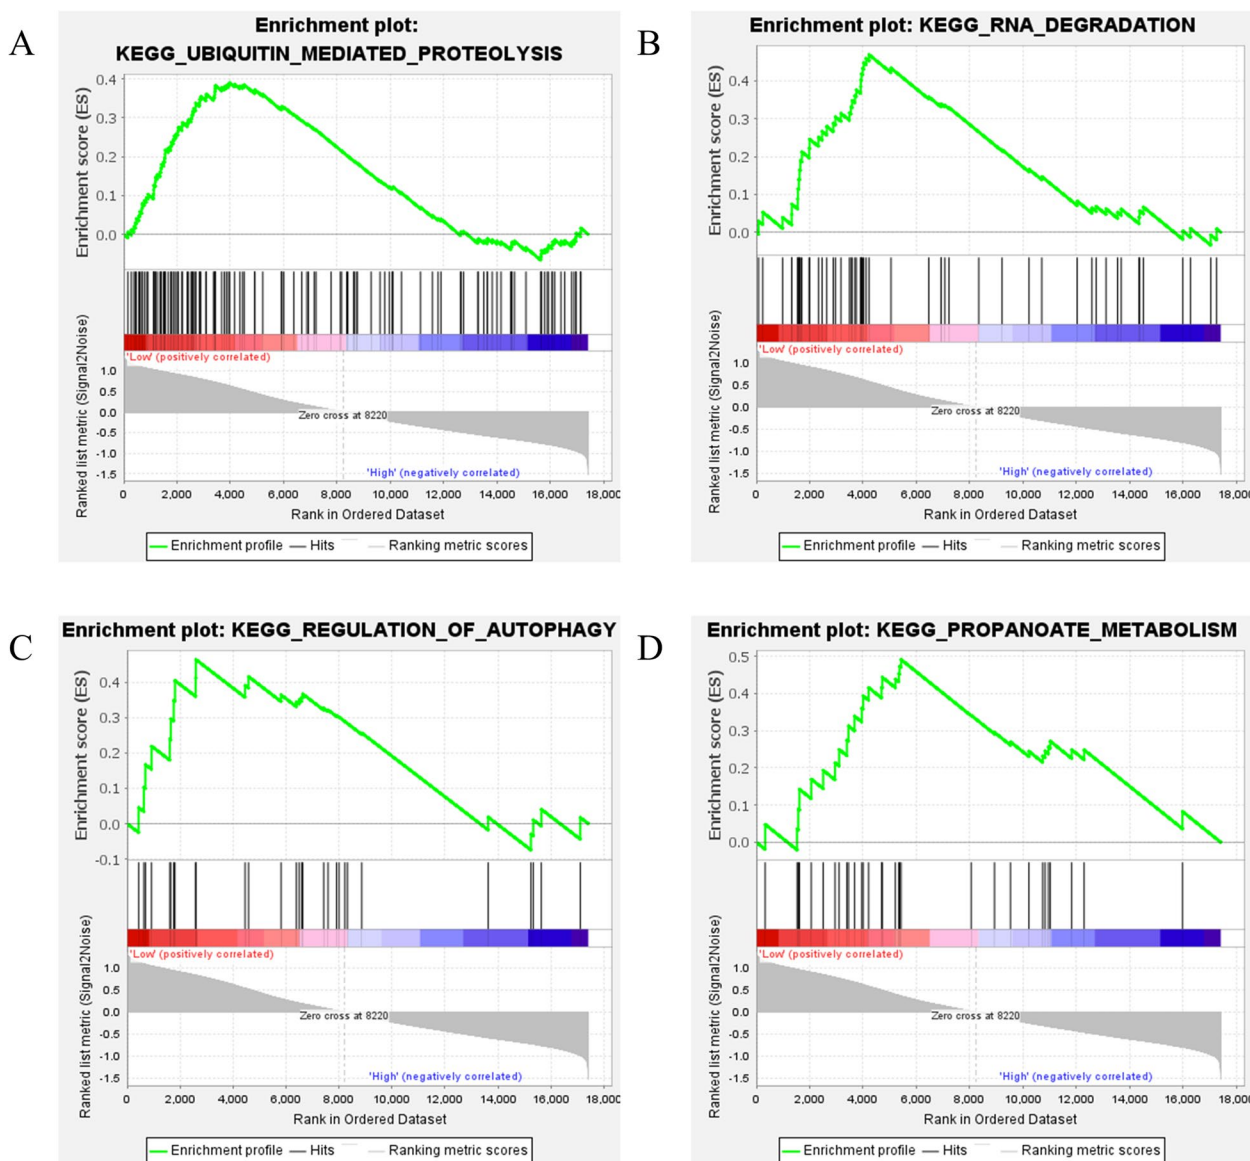 A
Enrichment plot:
KEGG_UBIQUITIN_MEDIATED_PROTEOLYSIS
Enrichment score (ES)
0.4
0.3
0.2
0.1
0.0
'Low' (positively correlated)
Ranked list metric (Signal2Noise)
1.0
0.5
0.0
-0.5
-1.0
-1.5
Zero cross at 8220
'High' (negatively correlated)
0 2,000 4,000 6,000 8,000 10,000 12,000 14,000 16,000 18,000
Rank in Ordered Dataset
Enrichment profile Hits Ranking metric scores
B
Enrichment plot: KEGG_RNA_DEGRADATION
Enrichment score (ES)
0.4
0.3
0.2
0.1
0.0
'Low' (positively correlated)
Ranked list metric (Signal2Noise)
1.0
0.5
0.0
-0.5
-1.0
-1.5
Zero cross at 8220
'High' (negatively correlated)
0 2,000 4,000 6,000 8,000 10,000 12,000 14,000 16,000 18,000
Rank in Ordered Dataset
Enrichment profile Hits Ranking metric scores
C
Enrichment plot: KEGG_REGULATION_OF_AUTOPHAGY
Enrichment score (ES)
0.4
0.3
0.2
0.1
0.0
-0.1
'Low' (positively correlated)
Ranked list metric (Signal2Noise)
1.0
0.5
0.0
-0.5
-1.0
-1.5
Zero cross at 8220
'High' (negatively correlated)
0 2,000 4,000 6,000 8,000 10,000 12,000 14,000 16,000 18,000
Rank in Ordered Dataset
Enrichment profile Hits Ranking metric scores
D
Enrichment plot: KEGG_PROPANOATE_METABOLISM
Enrichment score (ES)
0.5
0.4
0.3
0.2
0.1
0.0
'Low' (positively correlated)
Ranked list metric (Signal2Noise)
1.0
0.5
0.0
-0.5
-1.0
-1.5
Zero cross at 8220
'High' (negatively correlated)
0 2,000 4,000 6,000 8,000 10,000 12,000 14,000 16,000 18,000
Rank in Ordered Dataset
Enrichment profile Hits Ranking metric scores